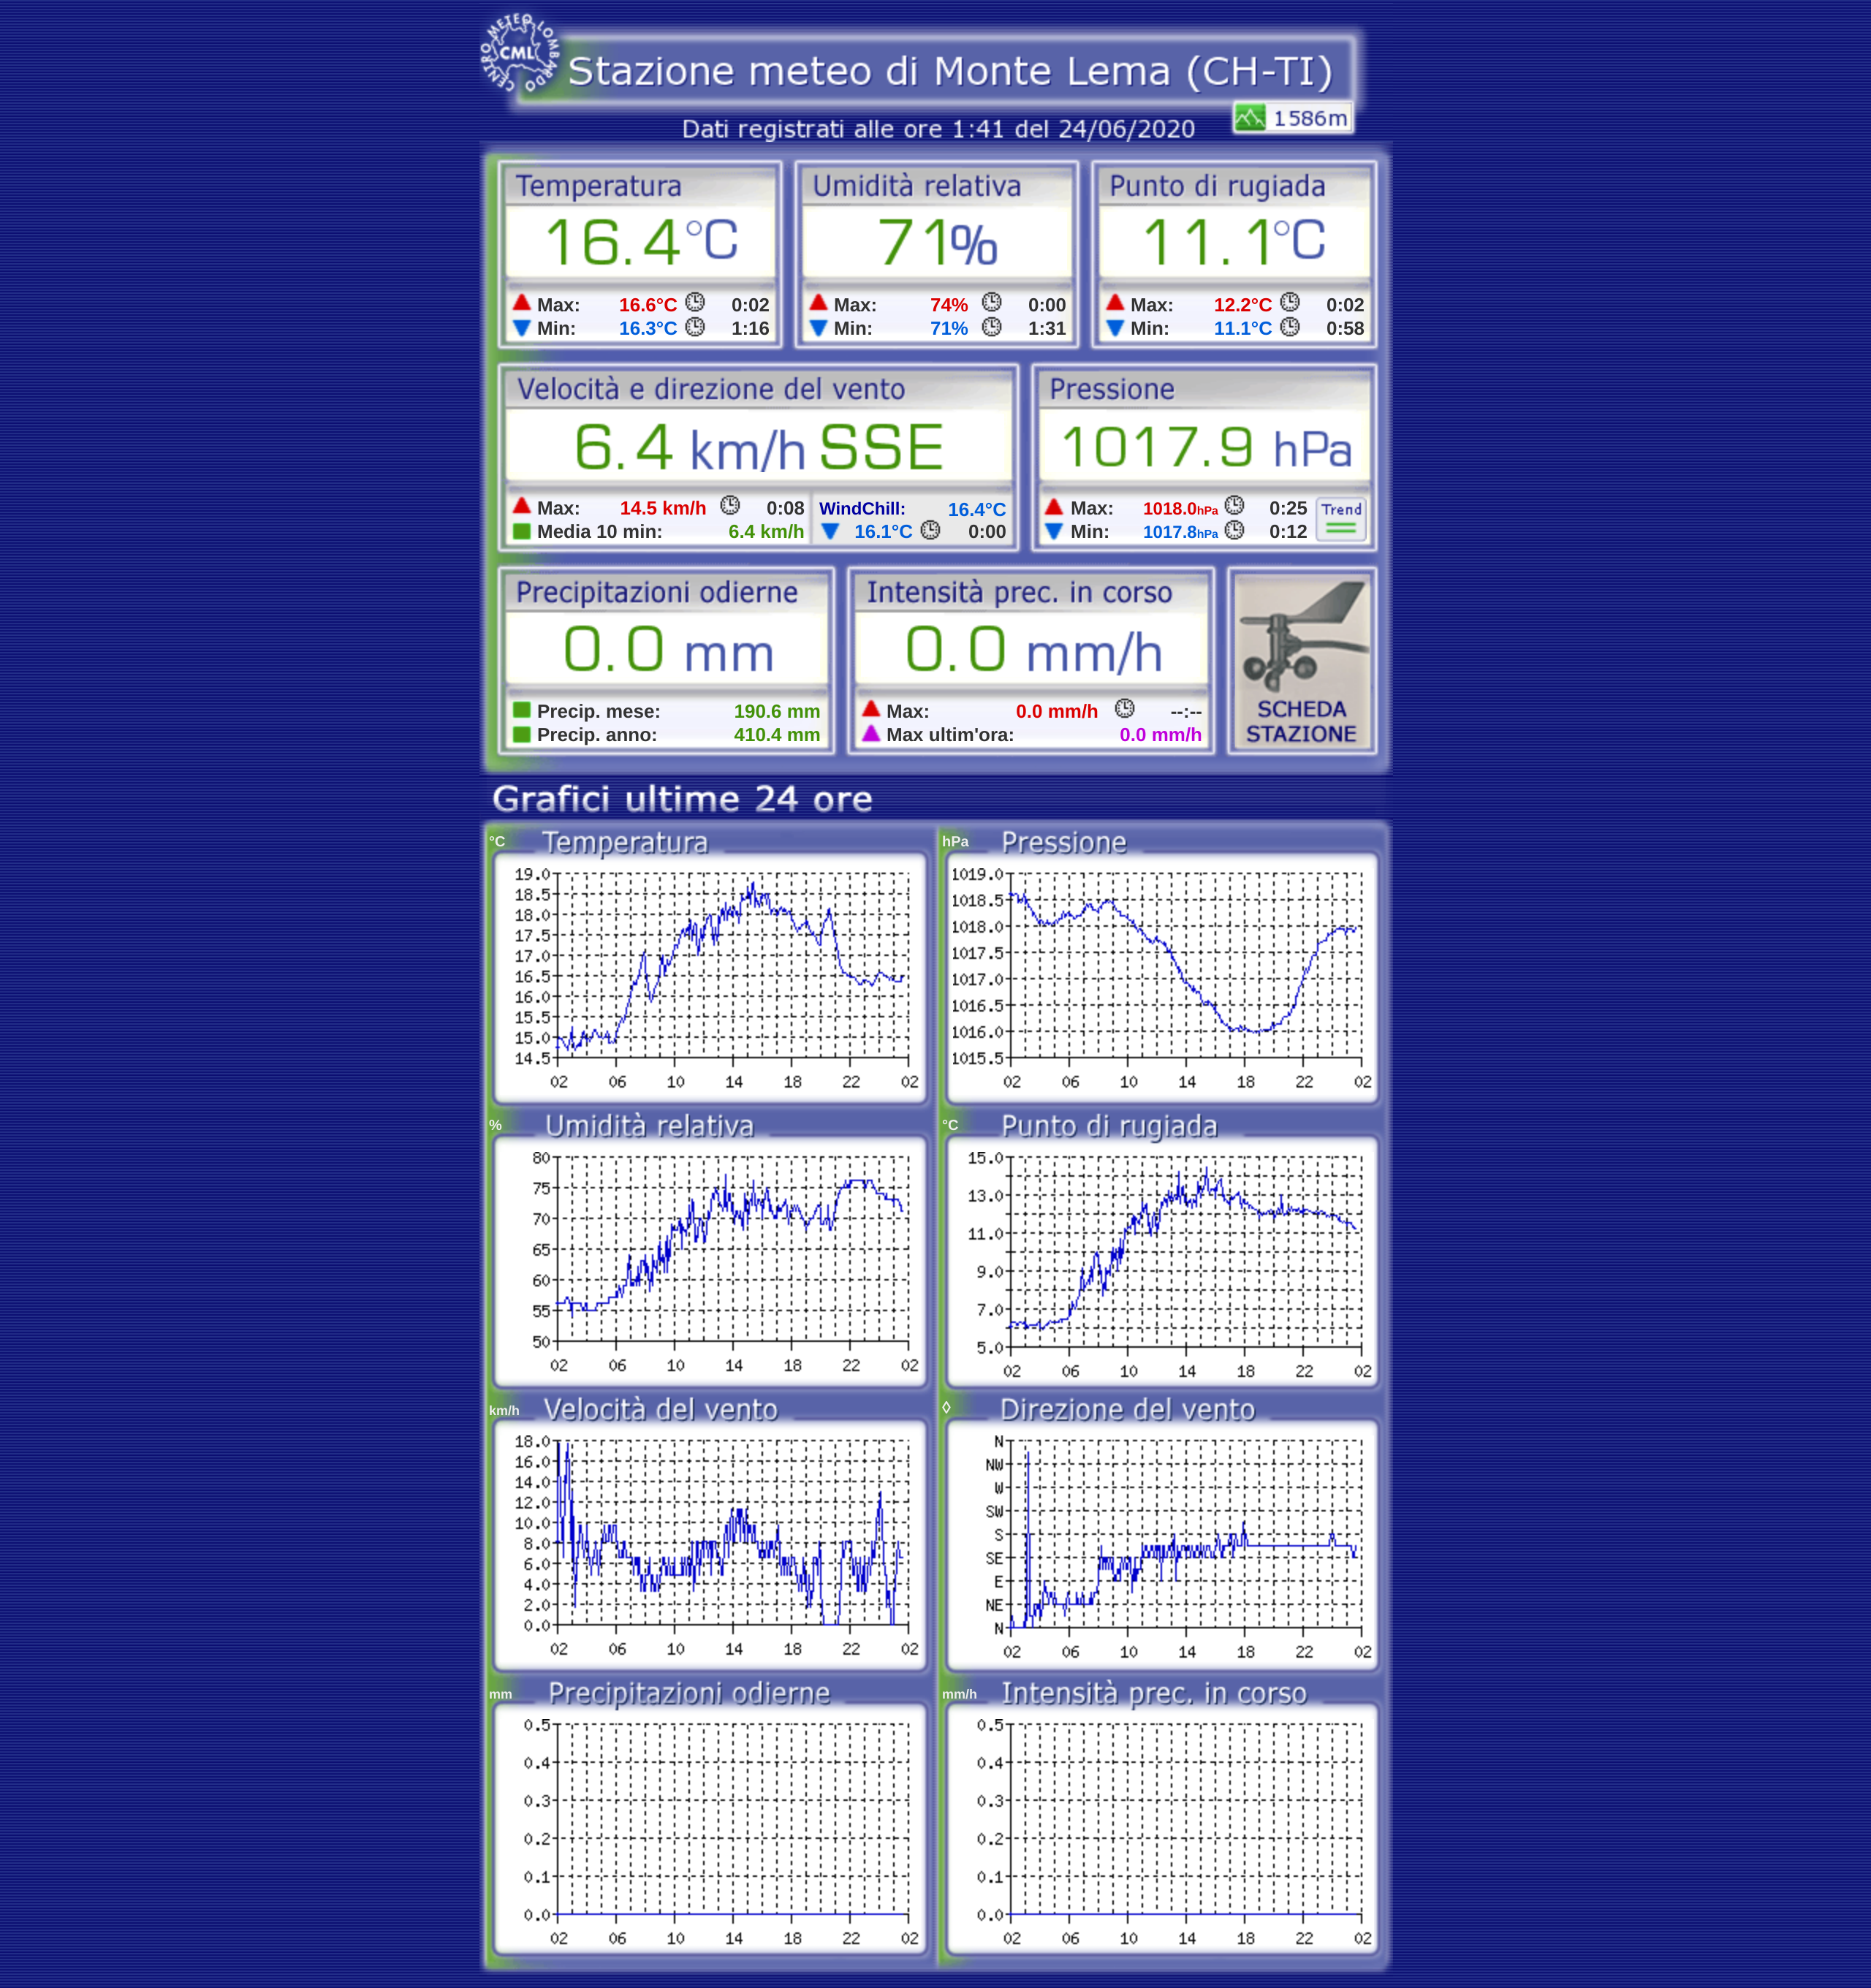 CENTRO METEO LOMBARDO
CML
Stazione meteo di Monte Lema (CH-TI)
1586m
Dati registrati alle ore 1:41 del 24/06/2020
Temperatura
16.4°C
Max: 16.6°C 0:02
Min: 16.3°C 1:16
Umidità relativa
71%
Max: 74% 0:00
Min: 71% 1:31
Punto di rugiada
11.1°C
Max: 12.2°C 0:02
Min: 11.1°C 0:58
Velocità e direzione del vento
6.4 km/h SSE
Max: 14.5 km/h 0:08
Media 10 min: 6.4 km/h
WindChill: 16.4°C
16.1°C 0:00
Pressione
1017.9 hPa
Max: 1018.0hPa 0:25
Min: 1017.8hPa 0:12
Trend
Precipitazioni odierne
0.0 mm
Precip. mese: 190.6 mm
Precip. anno: 410.4 mm
Intensità prec. in corso
0.0 mm/h
Max: 0.0 mm/h --:--
Max ultim'ora: 0.0 mm/h
SCHEDA
STAZIONE
Grafici ultime 24 ore
°C Temperatura
19.0
18.5
18.0
17.5
17.0
16.5
16.0
15.5
15.0
14.5
02 06 10 14 18 22 02
hPa Pressione
1019.0
1018.5
1018.0
1017.5
1017.0
1016.5
1016.0
1015.5
02 06 10 14 18 22 02
% Umidità relativa
80
75
70
65
60
55
50
02 06 10 14 18 22 02
°C Punto di rugiada
15.0
13.0
11.0
9.0
7.0
5.0
02 06 10 14 18 22 02
km/h Velocità del vento
18.0
16.0
14.0
12.0
10.0
8.0
6.0
4.0
2.0
0.0
02 06 10 14 18 22 02
◊ Direzione del vento
N
NW
W
SW
S
SE
E
NE
N
02 06 10 14 18 22 02
mm Precipitazioni odierne
0.5
0.4
0.3
0.2
0.1
0.0
02 06 10 14 18 22 02
mm/h Intensità prec. in corso
0.5
0.4
0.3
0.2
0.1
0.0
02 06 10 14 18 22 02